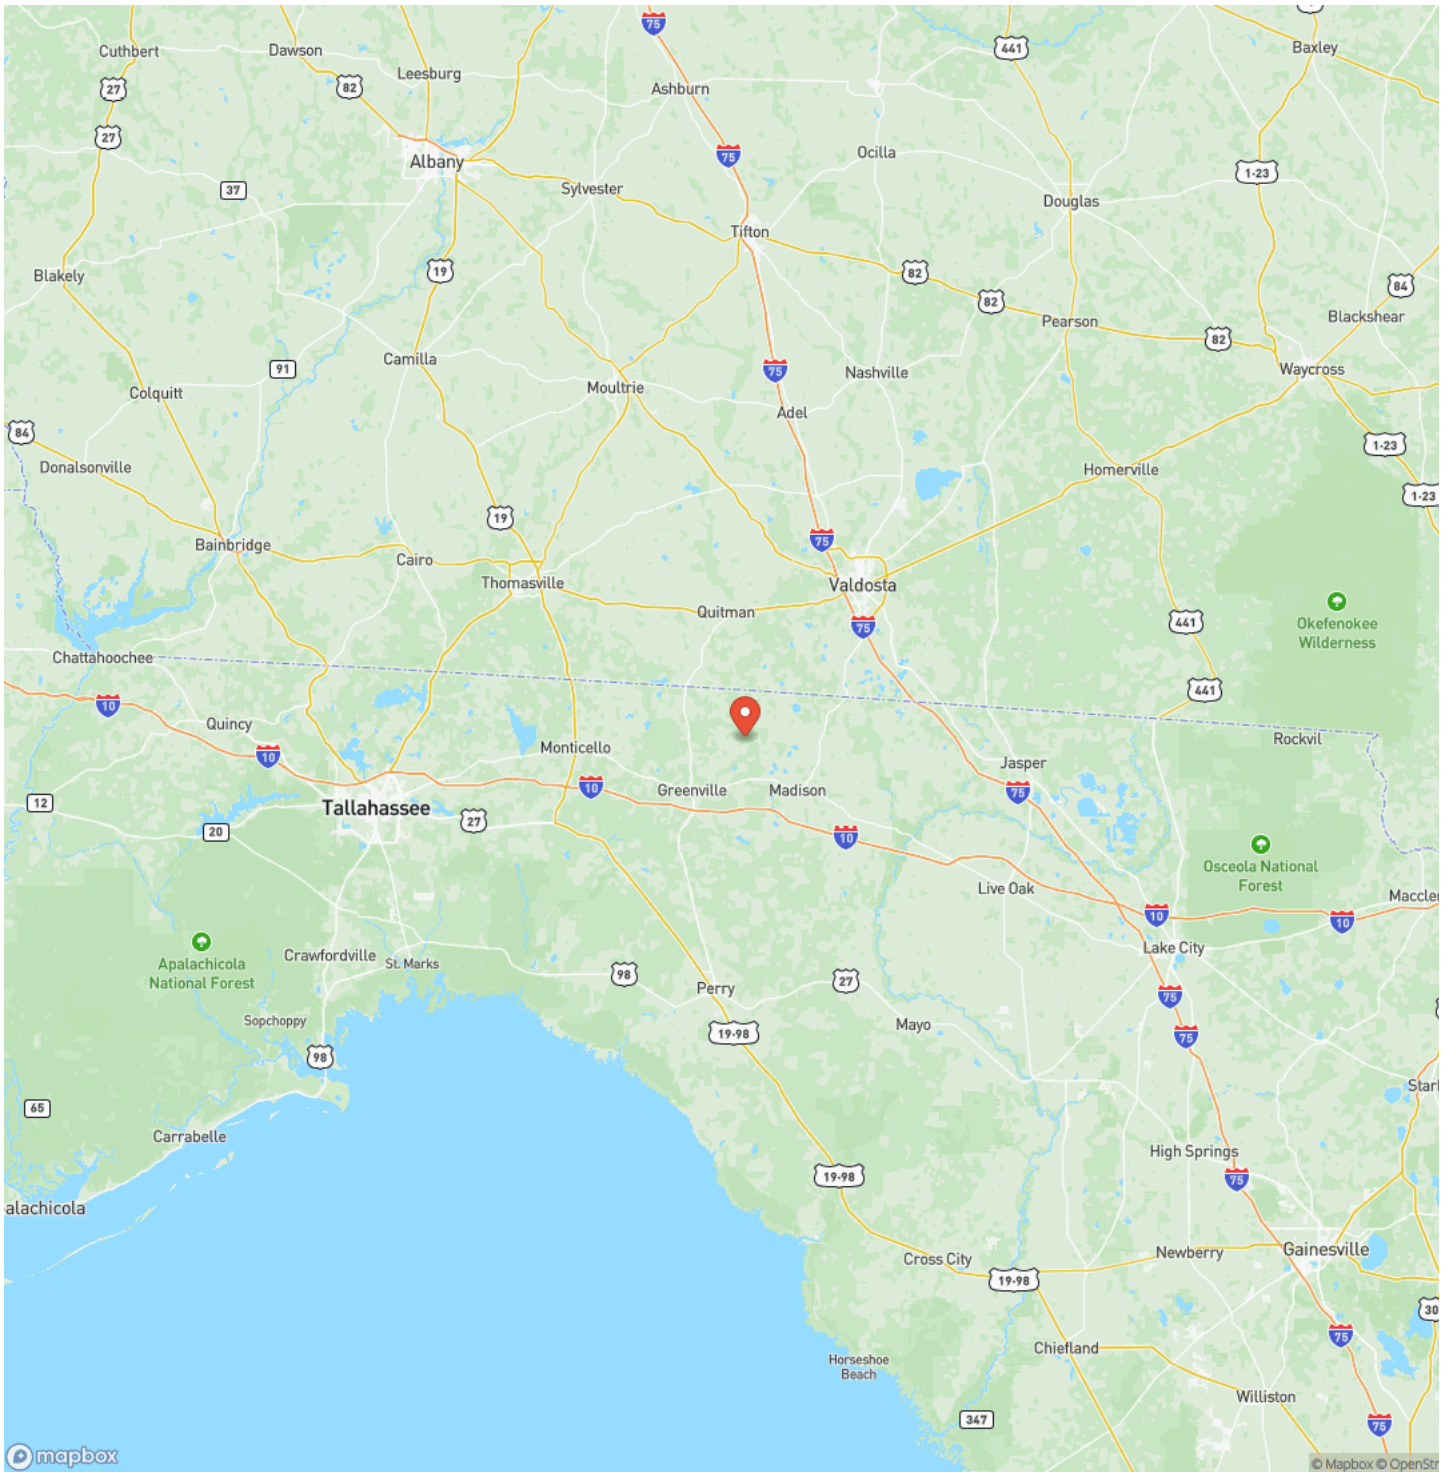 75
441
Baxley
Cuthbert
Dawson
Leesburg
82
27
Ashburn
27
Albany
75
Ocilla
1-23
37
Sylvester
Douglas
Tifton
Blakely
19
82
82
84
Blackshear
Pearson
82
91
Camilla
75
Nashville
Waycross
Colquitt
Moultrie
Adel
84
1-23
Donalsonville
Homerville
1-23
19
Bainbridge
75
Cairo
Thomasville
Valdosta
Quitman
75
441
Okefenokee
Wilderness
Chattahoochee
441
10
Quincy
Monticello
Rockvil
10
Jasper
10
Greenville
Madison
75
12
Tallahassee
27
20
10
Osceola National
Forest
Live Oak
Macclen
10
10
Lake City
Crawfordville
St. Marks
Apalachicola
National Forest
98
27
Perry
75
Sopchoppy
Mayo
19-98
75
98
65
Star
Carrabelle
High Springs
19-98
75
alachicola
Cross City
Newberry
Gainesville
19-98
30
75
Chiefland
Horseshoe
Beach
Williston
347
75
mapbox
© Mapbox © OpenStr